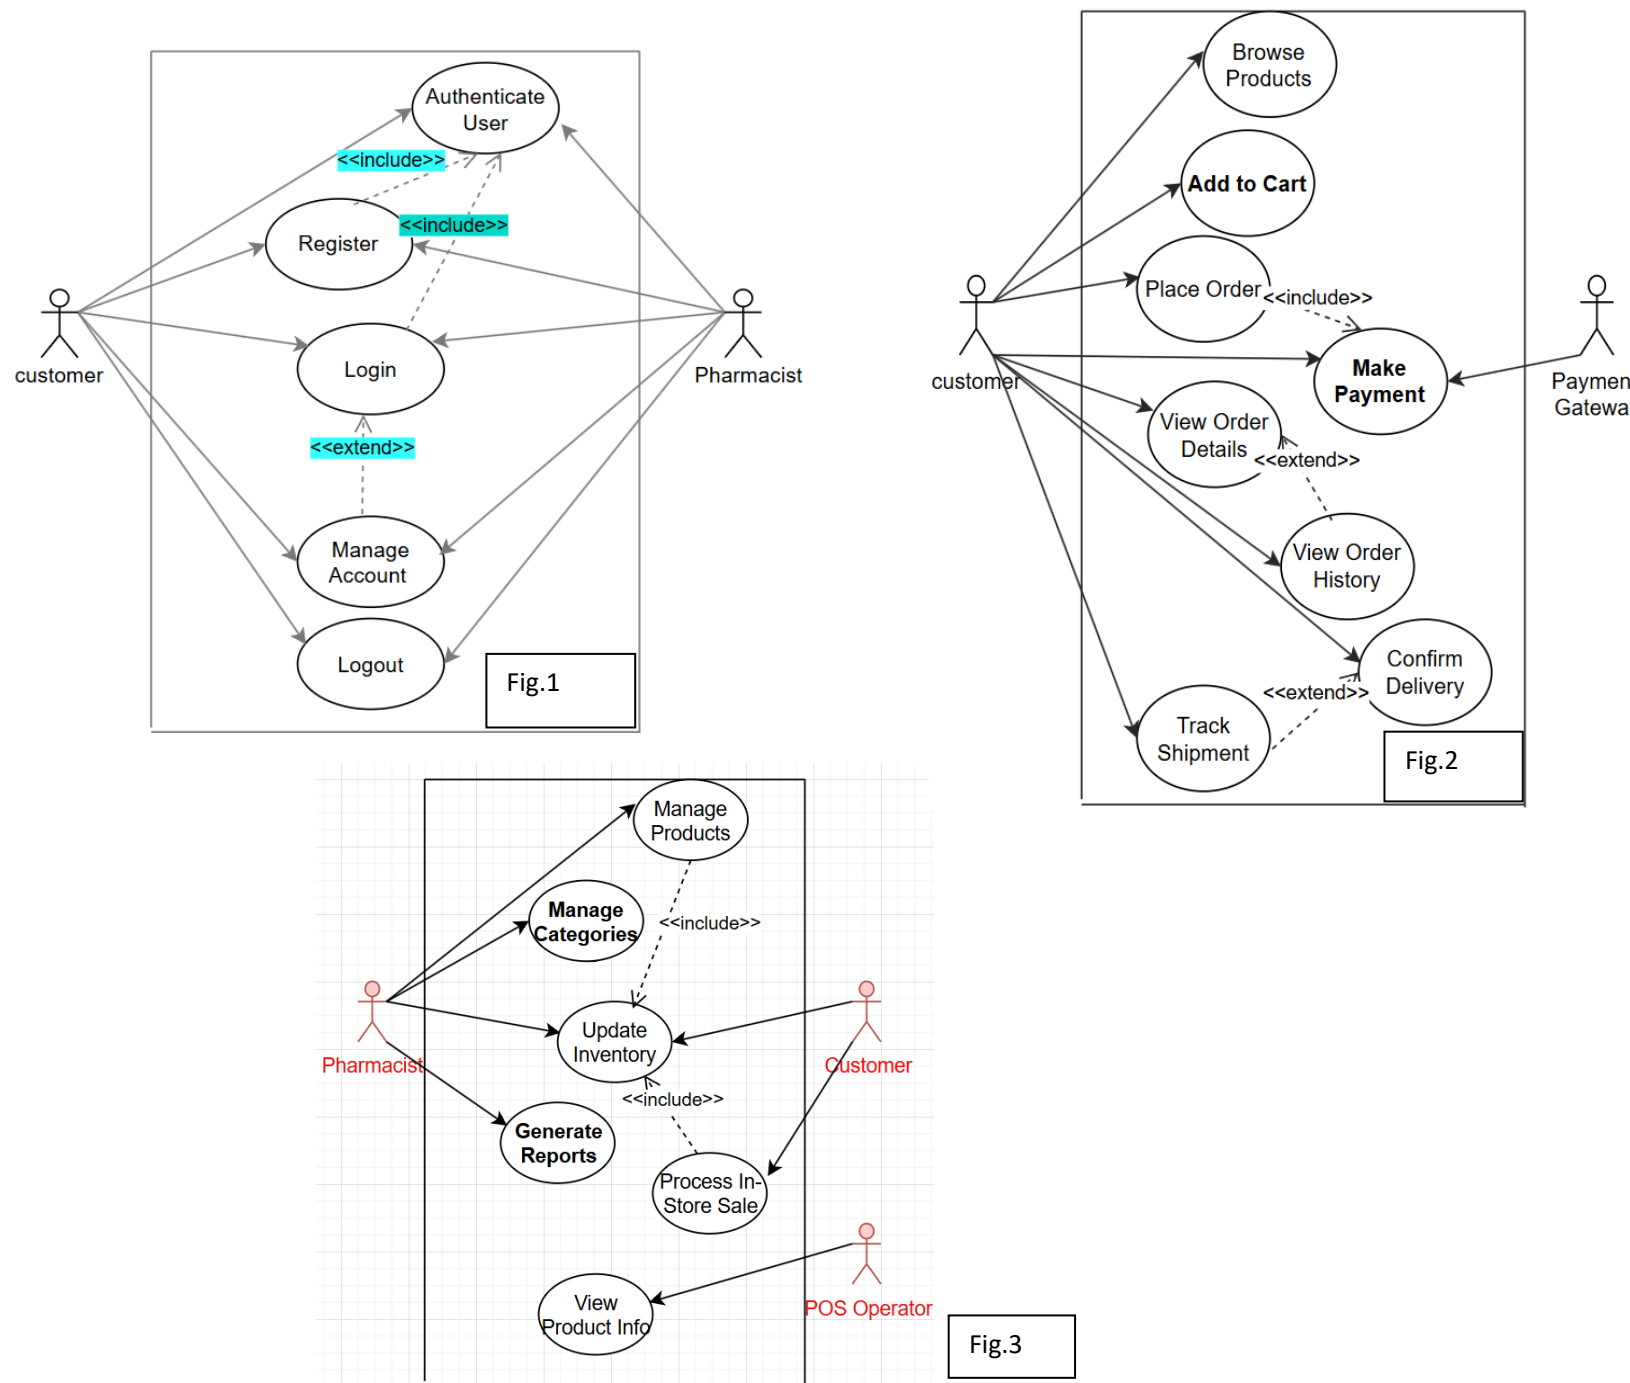 Authenticate
User
<<include>>
Register
<<include>>
customer
Login
Pharmacist
<<extend>>
Manage
Account
Logout
Fig.1
Browse
Products
Add to Cart
Place Order
<<include>>
customer
Make
Payment
Paymen
Gatewa
View Order
Details
<<extend>>
View Order
History
Confirm
Delivery
<<extend>>
Track
Shipment
Fig.2
Manage
Products
Manage
Categories
<<include>>
Pharmacist
Update
Inventory
Customer
<<include>>
Generate
Reports
Process In-
Store Sale
POS Operator
View
Product Info
Fig.3